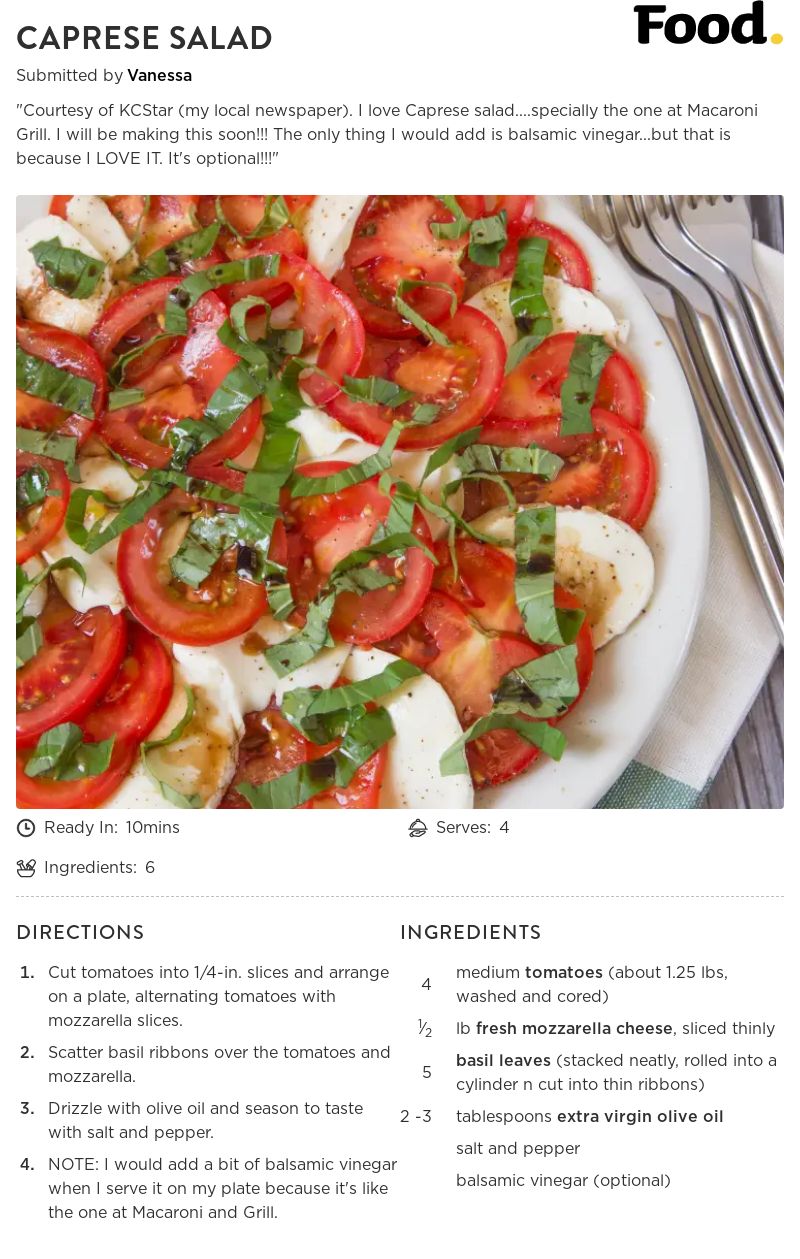 CAPRESE SALAD
Food.
Submitted by Vanessa
"Courtesy of KCStar (my local newspaper). I love Caprese salad....specially the one at Macaroni
Grill. I will be making this soon!!! The only thing I would add is balsamic vinegar...but that is
because I LOVE IT. It's optional!!!"
Ready In: 10mins
Serves: 4
Ingredients: 6
DIRECTIONS
1. Cut tomatoes into 1/4-in. slices and arrange
on a plate, alternating tomatoes with
mozzarella slices.
2. Scatter basil ribbons over the tomatoes and
mozzarella.
3. Drizzle with olive oil and season to taste
with salt and pepper.
4. NOTE: I would add a bit of balsamic vinegar
when I serve it on my plate because it's like
the one at Macaroni and Grill.
INGREDIENTS
4 medium tomatoes (about 1.25 lbs,
washed and cored)
1⁄2 lb fresh mozzarella cheese, sliced thinly
5 basil leaves (stacked neatly, rolled into a
cylinder n cut into thin ribbons)
2 -3 tablespoons extra virgin olive oil
salt and pepper
balsamic vinegar (optional)